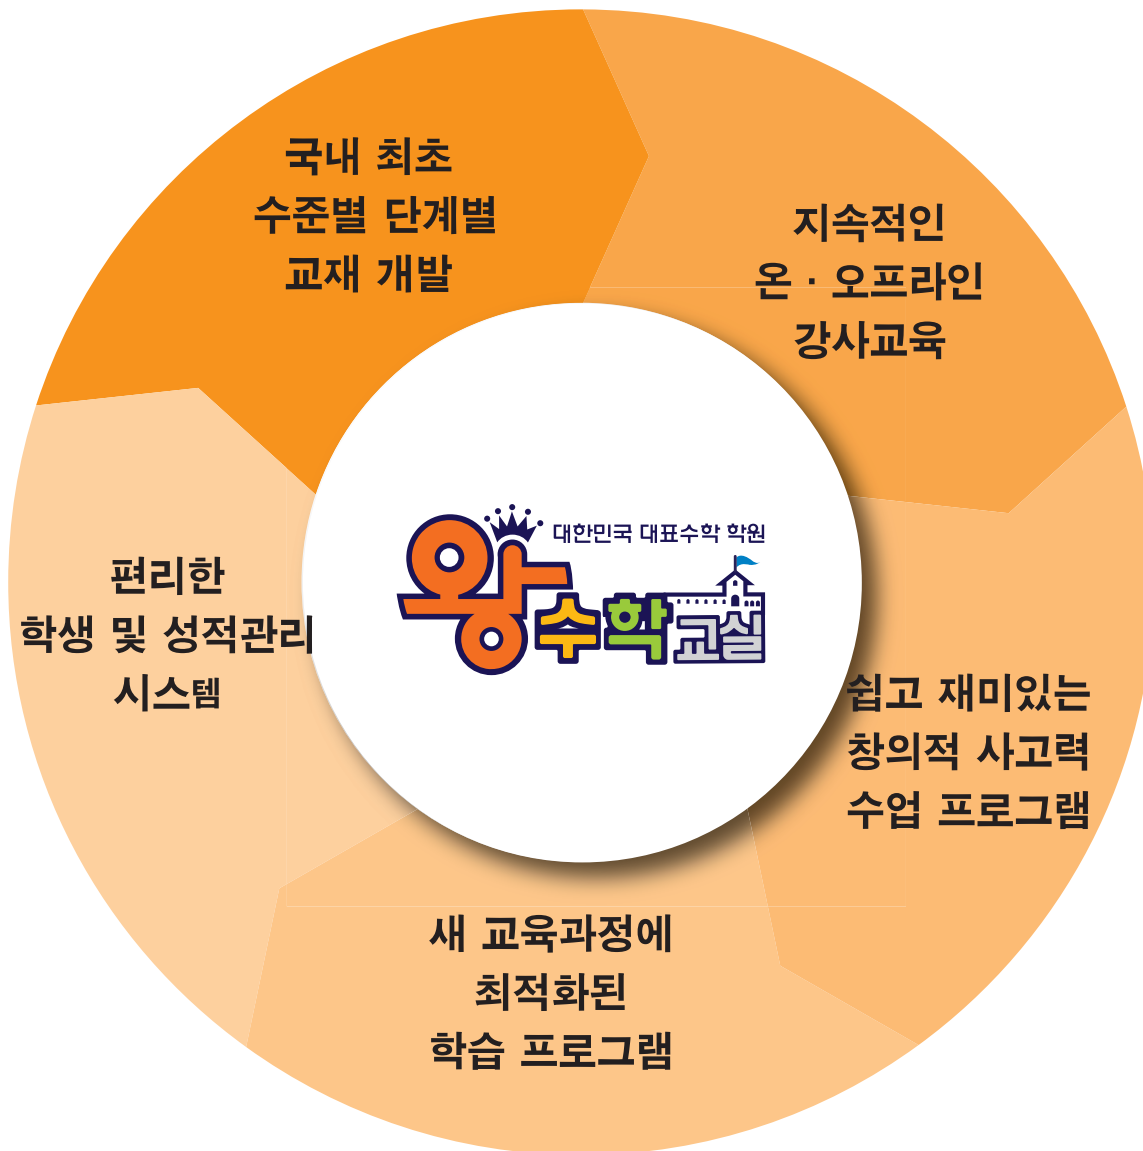 국내 최초
수준별 단계별
교재 개발
지속적인
온 · 오프라인
강사교육
쉽고 재미있는
창의적 사고력
수업 프로그램
새 교육과정에
최적화된
학습 프로그램
편리한
학생 및 성적관리
시스템
대한민국 대표수학 학원
왕수학교실